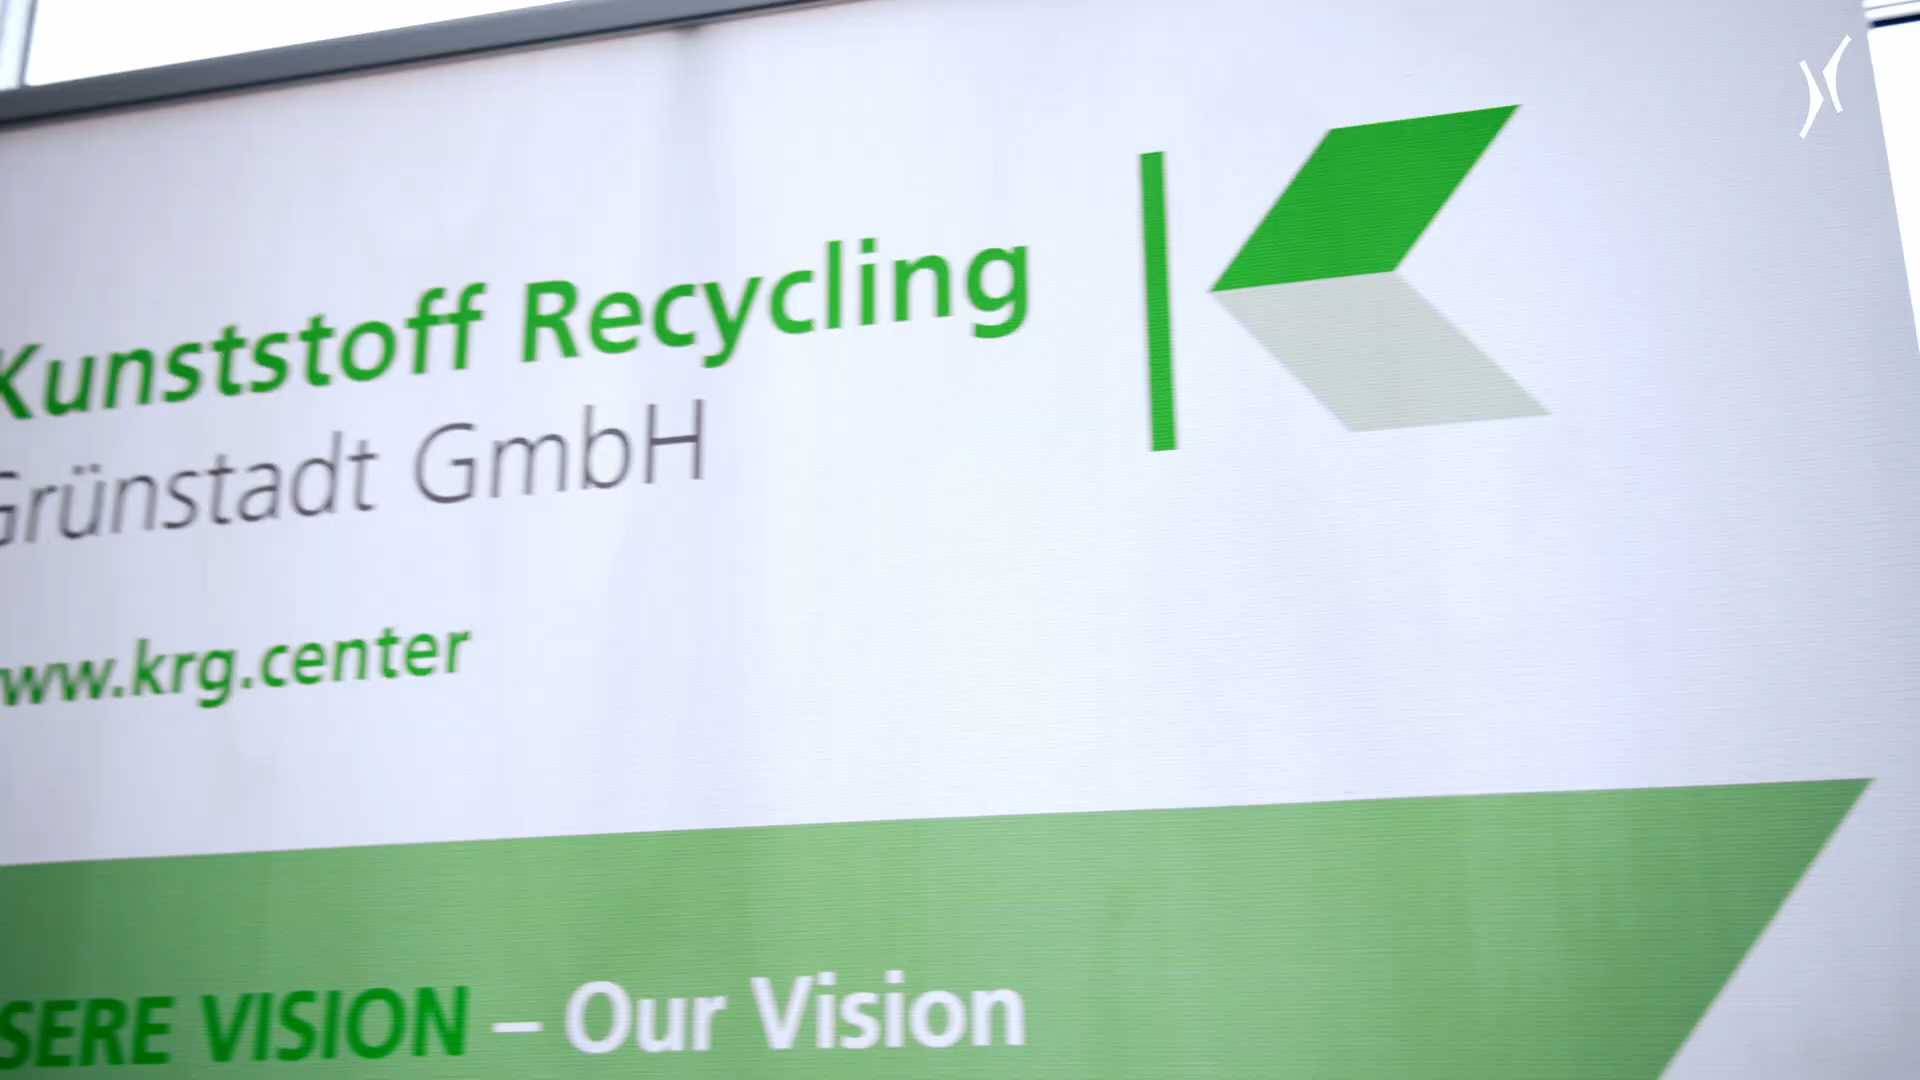 Kunststoff Recycling
Grünstadt GmbH
www.krg.center
SERE VISION – Our Vision